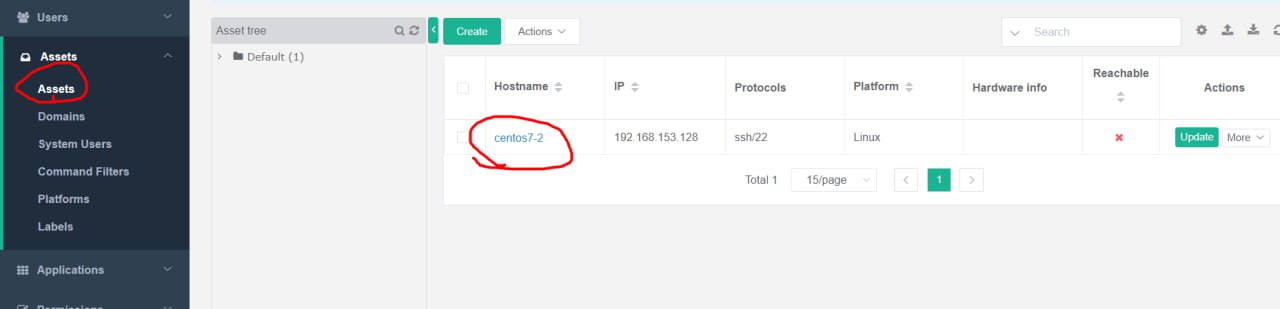 Users
Assets
Assets
Domains
System Users
Command Filters
Platforms
Labels
Applications
Asset tree
Default (1)
Create
Actions
Search
Hostname
IP
Protocols
Platform
Hardware info
Reachable
Actions
centos7-2
192.168.153.128
ssh/22
Linux
Update
More
Total 1
15/page
1